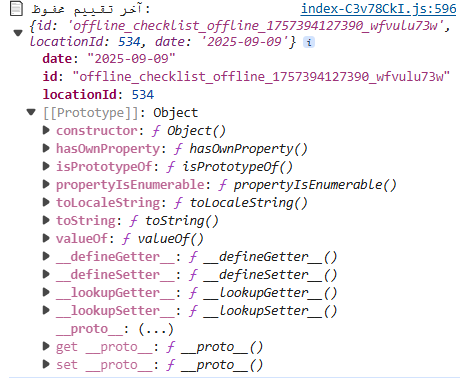 آخر تقييم محفوظ: index-C3v78CkI.js:596
{id: 'offline_checklist_offline_1757394127390_wfvulu73w',
locationId: 534, date: '2025-09-09'} i
date: "2025-09-09"
id: "offline_checklist_offline_1757394127390_wfvulu73w"
locationId: 534
[[Prototype]]: Object
constructor: ƒ Object()
hasOwnProperty: ƒ hasOwnProperty()
isPrototypeOf: ƒ isPrototypeOf()
propertyIsEnumerable: ƒ propertyIsEnumerable()
toLocaleString: ƒ toLocaleString()
toString: ƒ toString()
valueOf: ƒ valueOf()
__defineGetter__: ƒ __defineGetter__()
__defineSetter__: ƒ __defineSetter__()
__lookupGetter__: ƒ __lookupGetter__()
__lookupSetter__: ƒ __lookupSetter__()
__proto__: (...)
get __proto__: ƒ __proto__()
set __proto__: ƒ __proto__()